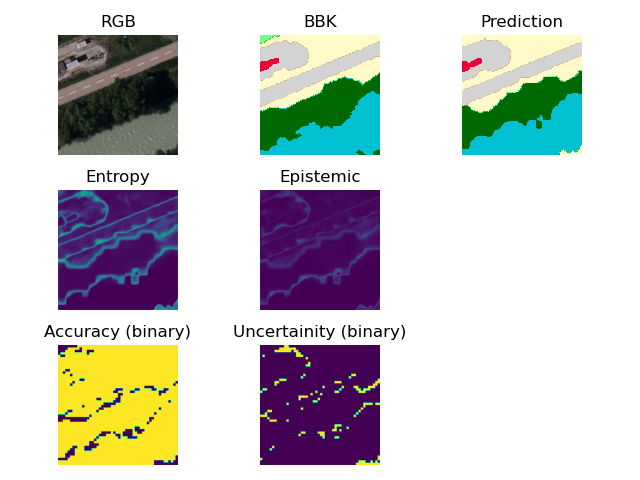 RGB
BBK
Prediction
Entropy
Epistemic
Accuracy (binary)
Uncertainity (binary)